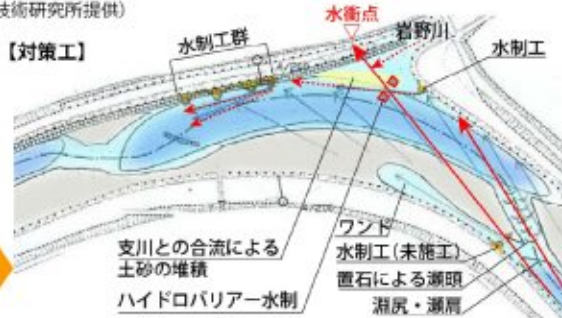 技術研究所提供)
【対策工】
水制工群
水衝点
岩野川
水制工
支川との合流による
土砂の堆積
ハイドロバリアー水制
ワンド
水制工(未施工)
置石による瀬頭
淵尻・瀬肩